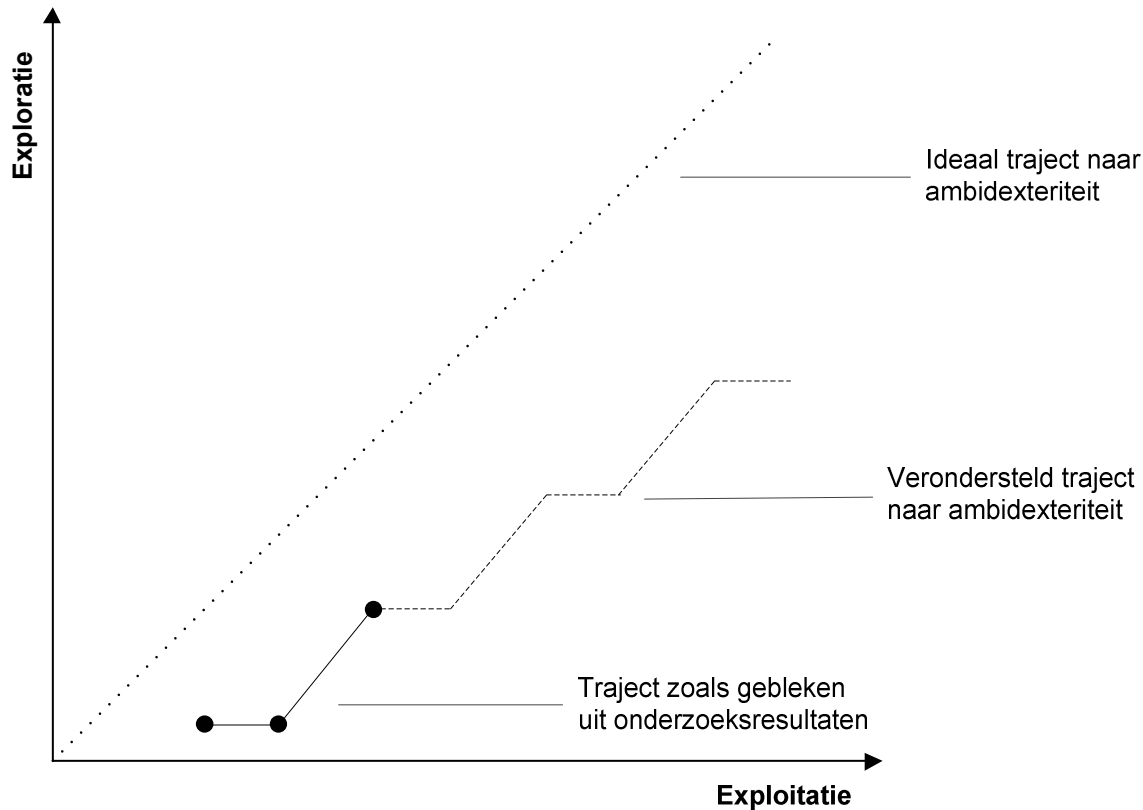 Exploratie
Ideaal traject naar
ambidexteriteit
Verondersteld traject
naar ambidexteriteit
Traject zoals gebleken
uit onderzoeksresultaten
Exploitatie